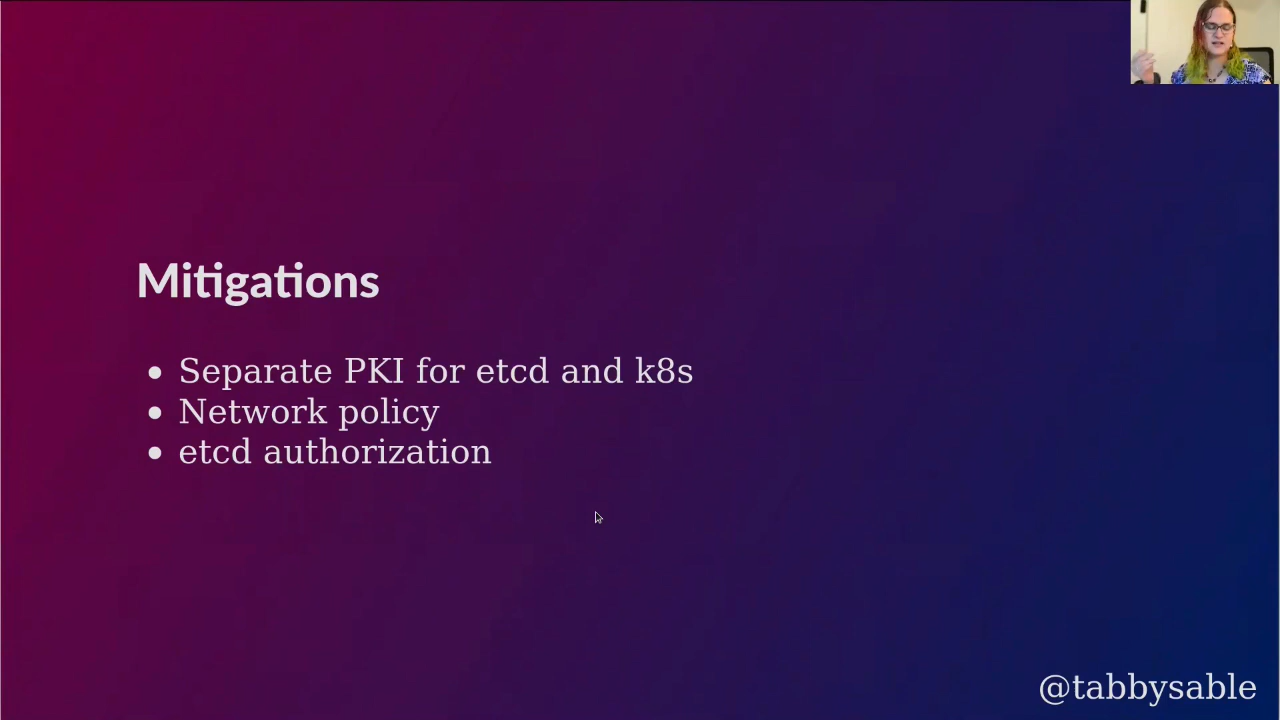 Mitigations
• Separate PKI for etcd and k8s
• Network policy
• etcd authorization
@tabbysable